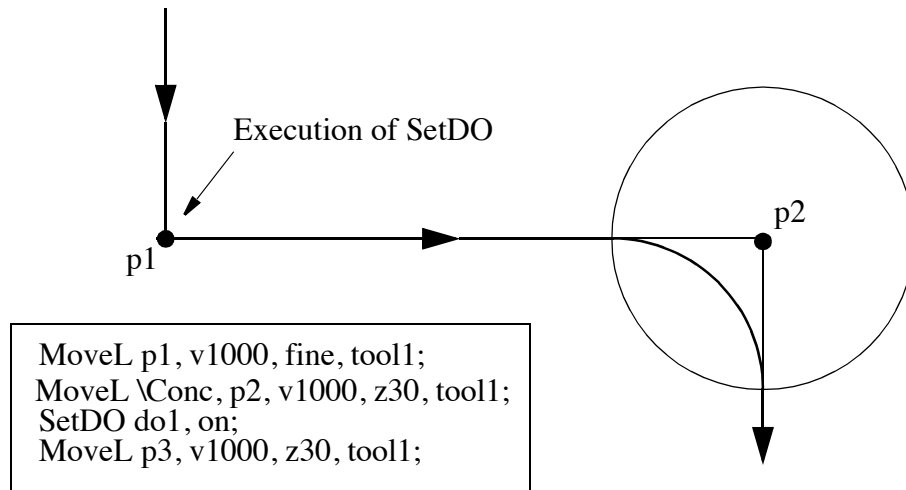 Execution of SetDO
p2
p1
MoveL p1, v1000, fine, tool1;
MoveL \Conc, p2, v1000, z30, tool1;
SetDO do1, on;
MoveL p3, v1000, z30, tool1;